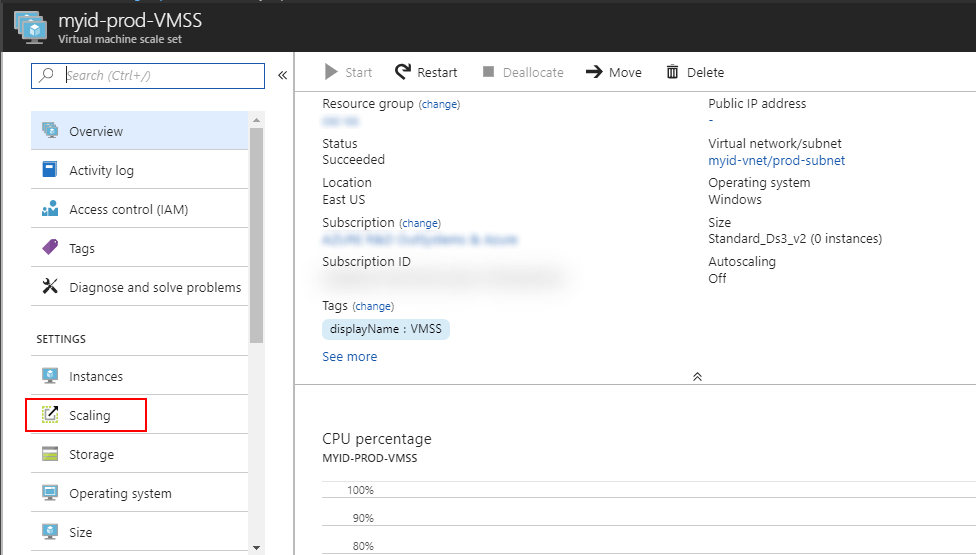 myid-prod-VMSS
Virtual machine scale set
Search (Ctrl+/)
Overview
Activity log
Access control (IAM)
Tags
Diagnose and solve problems
SETTINGS
Instances
Scaling
Storage
Operating system
Size
Start
Restart
Deallocate
Move
Delete
Resource group (change)
Status
Succeeded
Location
East US
Subscription (change)
Subscription ID
Tags (change)
displayName : VMSS
See more
Public IP address
-
Virtual network/subnet
myid-vnet/prod-subnet
Operating system
Windows
Size
Standard_Ds3_v2 (0 instances)
Autoscaling
Off
CPU percentage
MYID-PROD-VMSS
100%
90%
80%